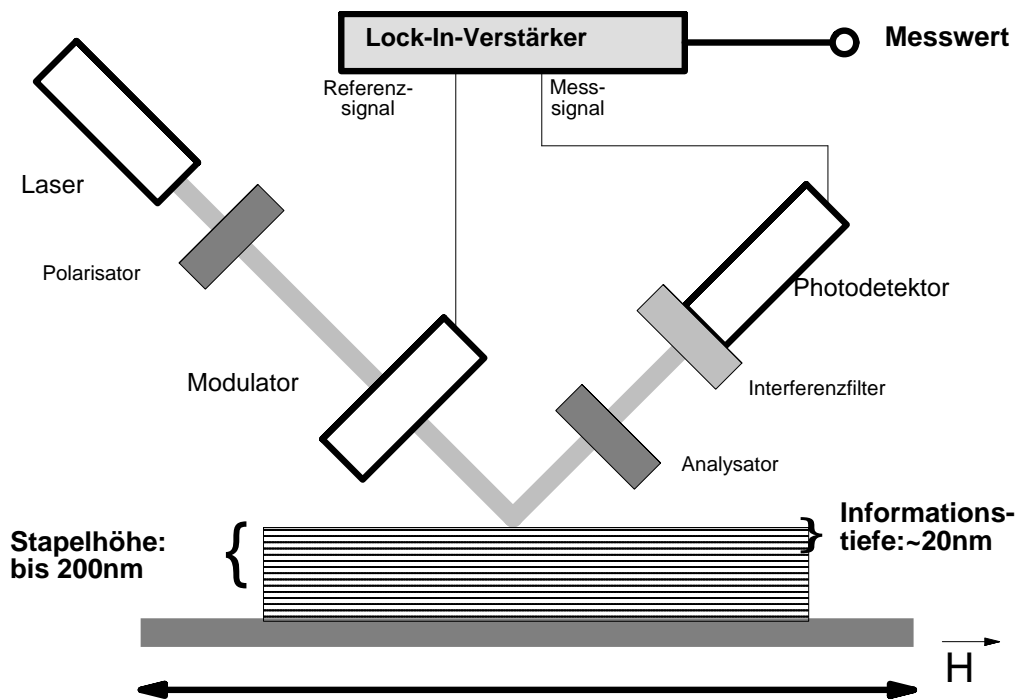 Lock-In-Verstärker
Messwert
Referenz-
signal
Mess-
signal
Laser
Polarisator
Photodetektor
Modulator
Interferenzfilter
Analysator
Informations-
tiefe:~20nm
Stapelhöhe:
bis 200nm
H